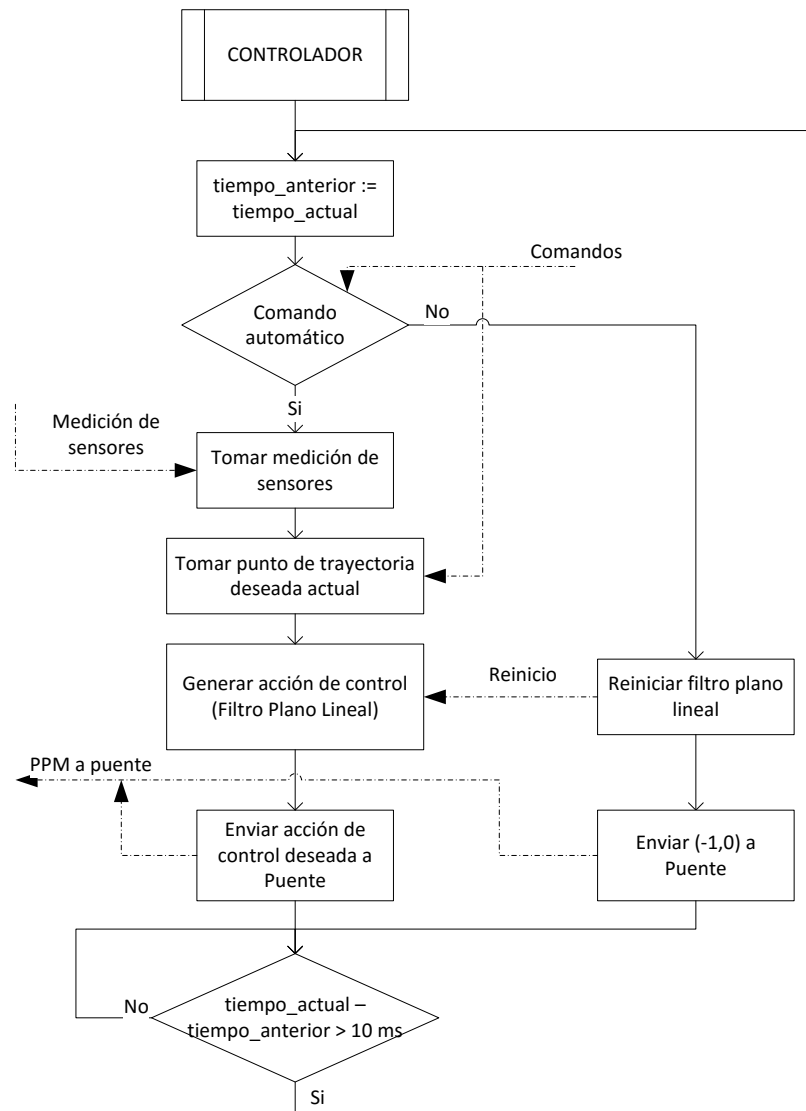 CONTROLADOR
tiempo_anterior :=
tiempo_actual
Comandos
Comando
automático
No
Si
Medición de
sensores
Tomar medición de
sensores
Tomar punto de trayectoria
deseada actual
Generar acción de control
(Filtro Plano Lineal)
Reinicio
Reiniciar filtro plano
lineal
PPM a puente
Enviar acción de
control deseada a
Puente
Enviar (-1,0) a
Puente
No
tiempo_actual –
tiempo_anterior > 10 ms
Si